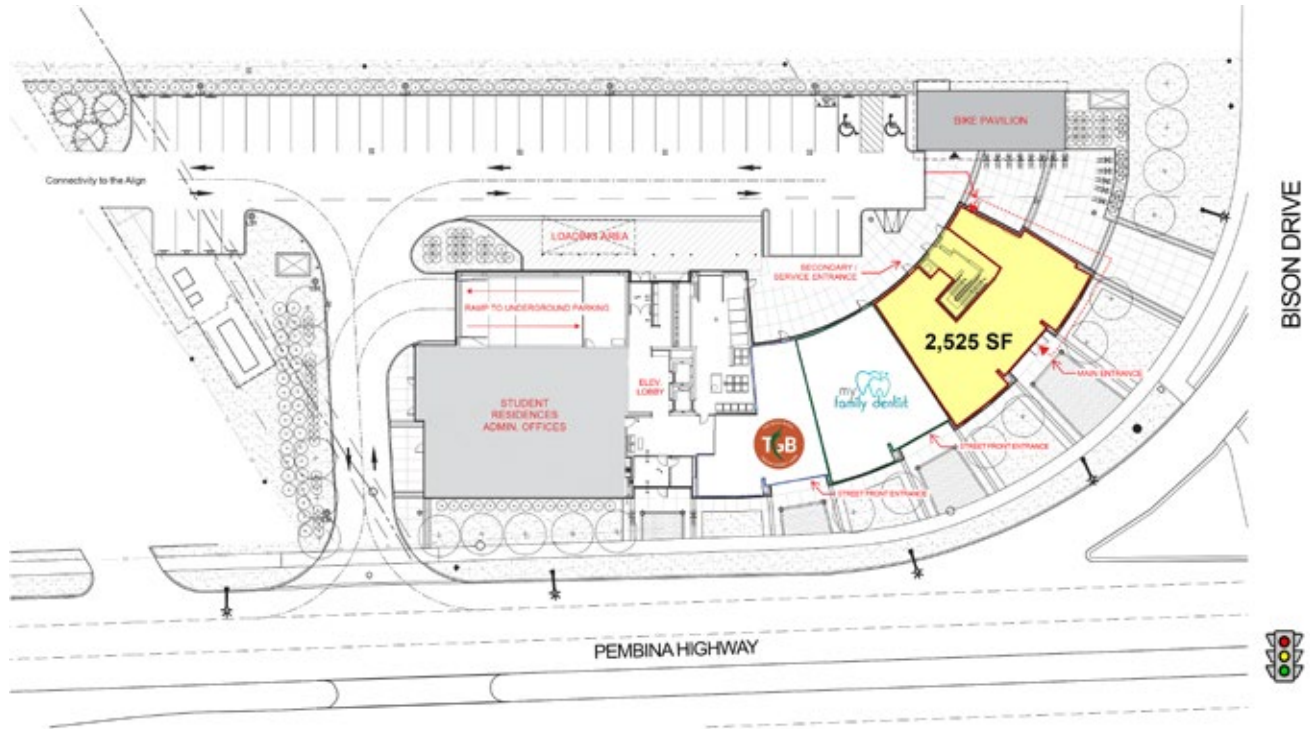 BIKE PAVILION
Connectivity to the Align
LOADING AREA
SECONDARY /
SERVICE ENTRANCE
RAMP TO UNDERGROUND PARKING
2,525 SF
MAIN ENTRANCE
ELEV.
LOBBY
my
family dentist
STUDENT
RESIDENCES
ADMIN. OFFICES
TGB
STREET FRONT ENTRANCE
STREET FRONT ENTRANCE
PEMBINA HIGHWAY
BISON DRIVE